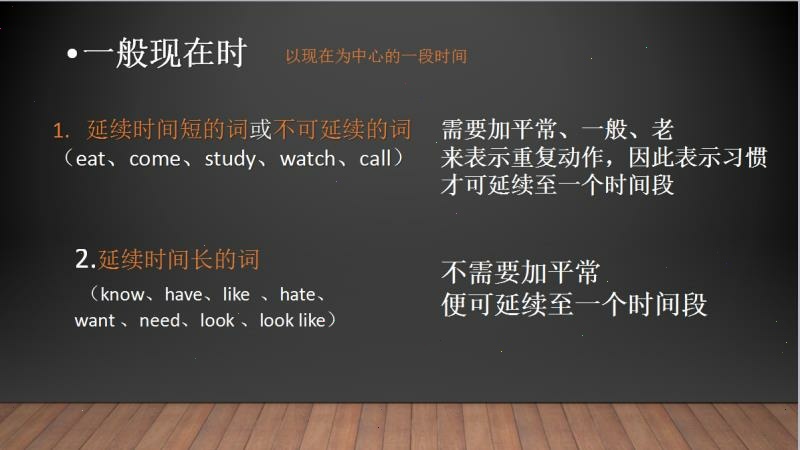 •一般现在时 以现在为中心的一段时间
1. 延续时间短的词或不可延续的词
（eat、come、study、watch、call）
需要加平常、一般、老
来表示重复动作，因此表示习惯
才可延续至一个时间段
2.延续时间长的词
（know、have、like 、hate、
want 、need、look 、look like）
不需要加平常
便可延续至一个时间段